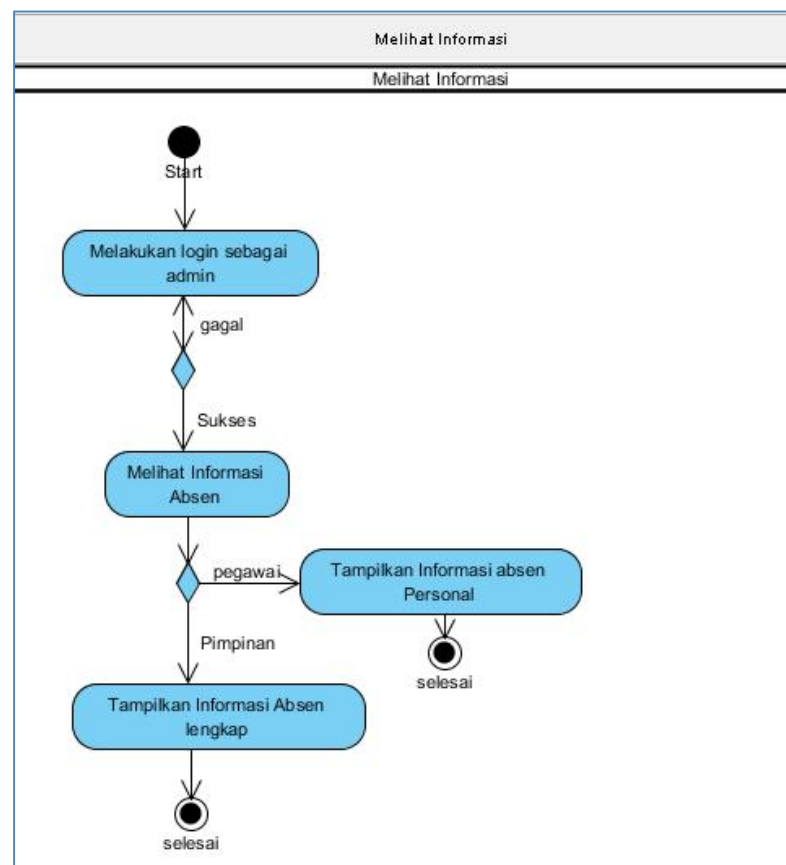 Melihat Informasi
Melihat Informasi
Start
Melakukan login sebagai
admin
gagal
Sukses
Melihat Informasi
Absen
pegawai
Tampilkan Informasi absen
Personal
selesai
Pimpinan
Tampilkan Informasi Absen
lengkap
selesai